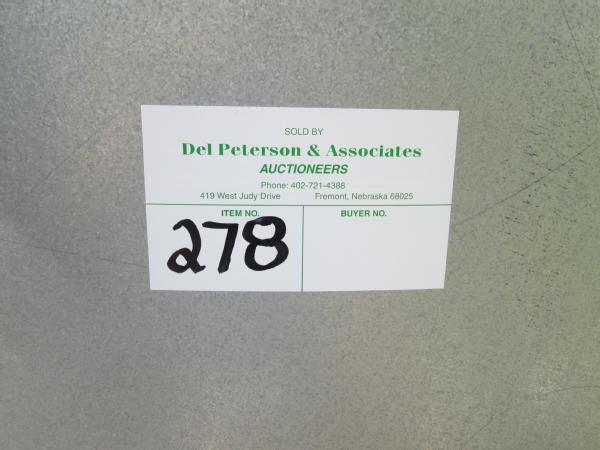 SOLD BY
Del Peterson & Associates
AUCTIONEERS
Phone: 402-721-4388
419 West Judy Drive Fremont, Nebraska 68025
ITEM NO. BUYER NO.
278